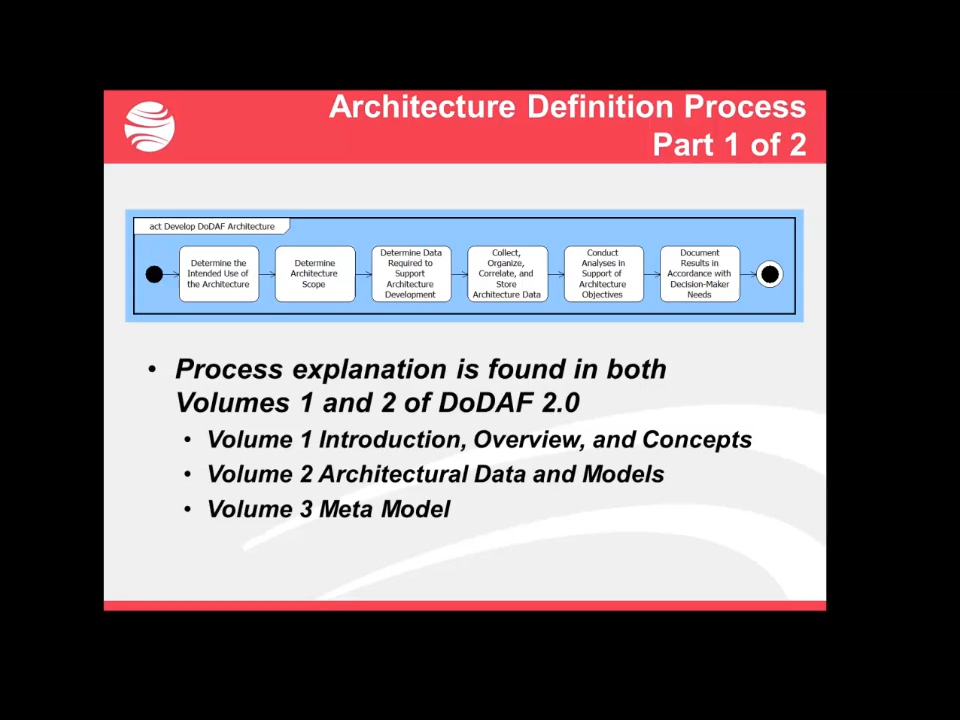 Architecture Definition Process
Part 1 of 2
act Develop DoDAF Architecture
Determine the
Intended Use of
the Architecture
Determine
Architecture
Scope
Determine Data
Required to
Support
Architecture
Development
Collect,
Organize,
Correlate, and
Store
Architecture Data
Conduct
Analyses in
Support of
Architecture
Objectives
Document
Results in
Accordance with
Decision-Maker
Needs
• Process explanation is found in both
Volumes 1 and 2 of DoDAF 2.0
• Volume 1 Introduction, Overview, and Concepts
• Volume 2 Architectural Data and Models
• Volume 3 Meta Model